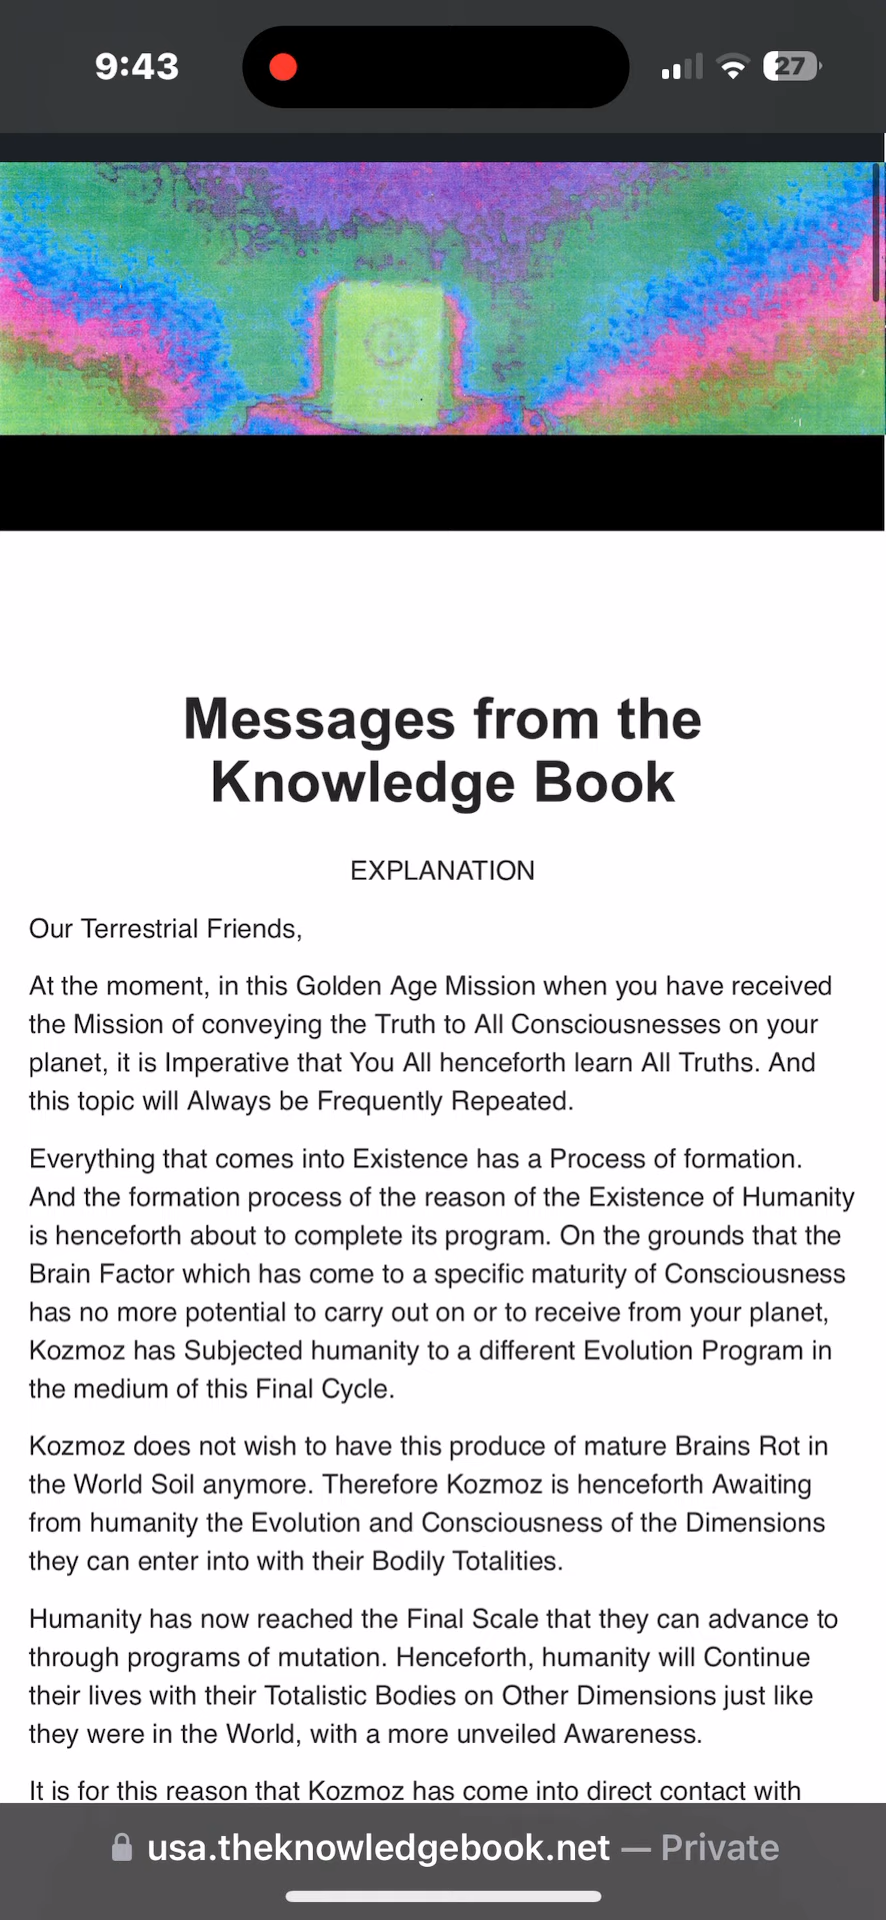 9:43
27
Messages from the
Knowledge Book
EXPLANATION
Our Terrestrial Friends,
At the moment, in this Golden Age Mission when you have received
the Mission of conveying the Truth to All Consciousnesses on your
planet, it is Imperative that You All henceforth learn All Truths. And
this topic will Always be Frequently Repeated.
Everything that comes into Existence has a Process of formation.
And the formation process of the reason of the Existence of Humanity
is henceforth about to complete its program. On the grounds that the
Brain Factor which has come to a specific maturity of Consciousness
has no more potential to carry out on or to receive from your planet,
Kozmoz has Subjected humanity to a different Evolution Program in
the medium of this Final Cycle.
Kozmoz does not wish to have this produce of mature Brains Rot in
the World Soil anymore. Therefore Kozmoz is henceforth Awaiting
from humanity the Evolution and Consciousness of the Dimensions
they can enter into with their Bodily Totalities.
Humanity has now reached the Final Scale that they can advance to
through programs of mutation. Henceforth, humanity will Continue
their lives with their Totalistic Bodies on Other Dimensions just like
they were in the World, with a more unveiled Awareness.
It is for this reason that Kozmoz has come into direct contact with
usa.theknowledgebook.net — Private